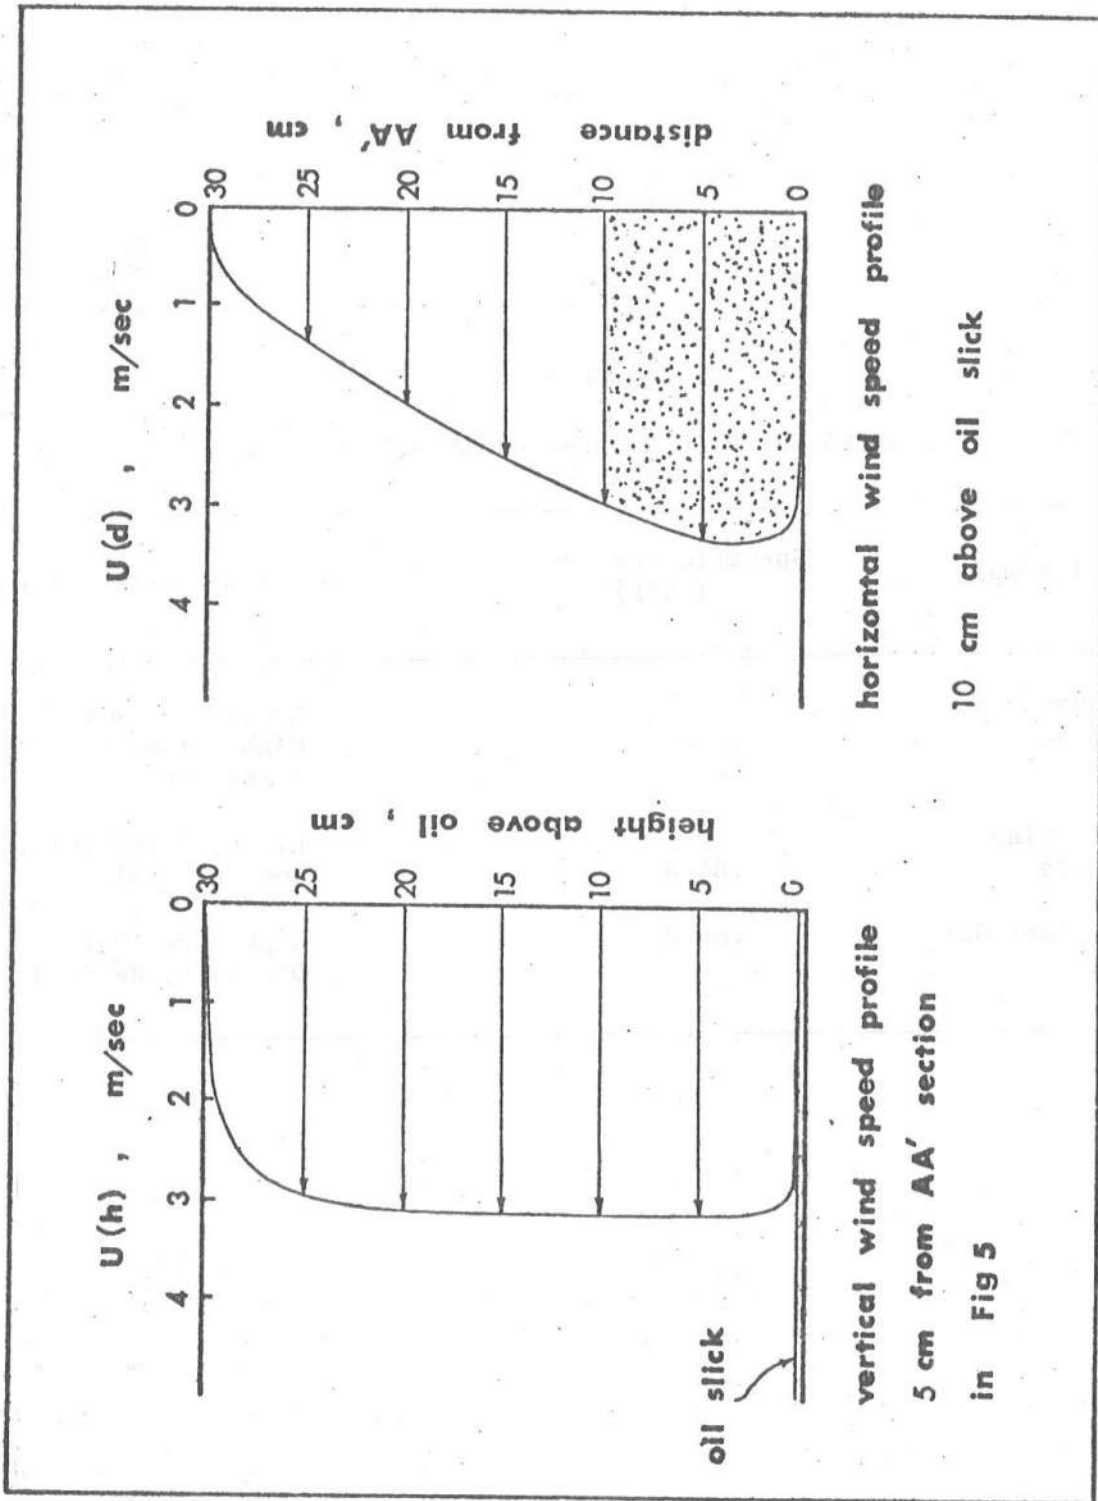 U(h) , m/sec
4 3 2 1 0
30
25
20
15
10
5
0
height above oil, cm
oil slick
vertical wind speed profile
5 cm from AA' section
in Fig 5
U(d) , m/sec
4 3 2 1 0
30
25
20
15
10
5
0
distance from AA', cm
horizontal wind speed profile
10 cm above oil slick